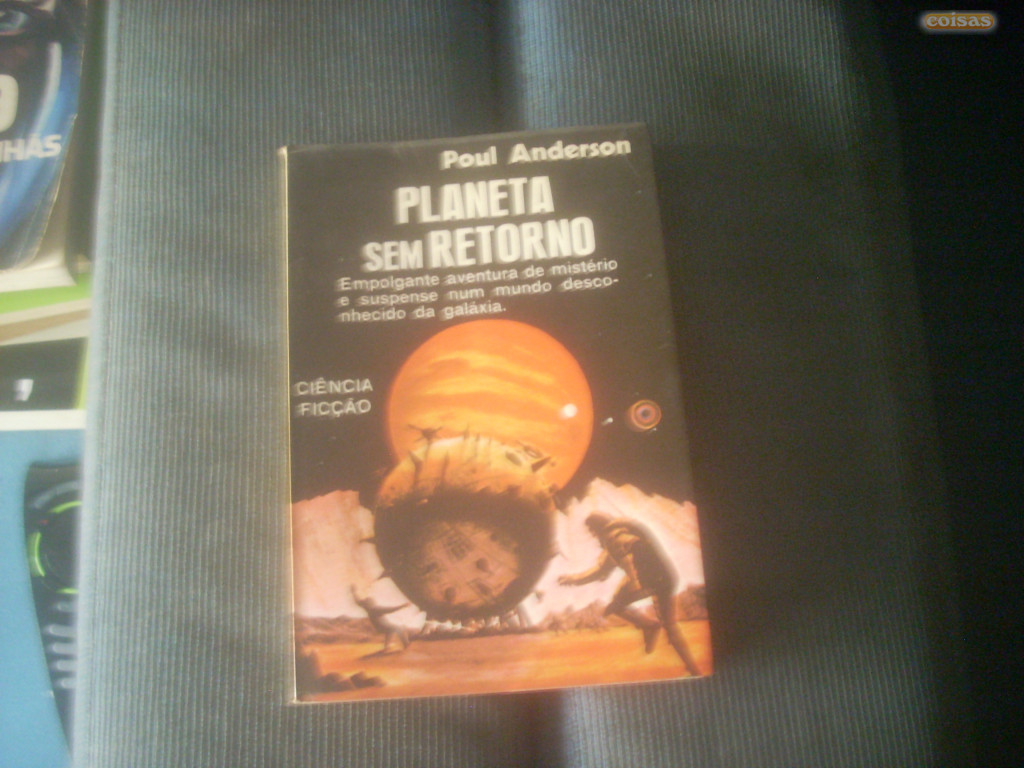 coisas
NHÃS
Poul Anderson
PLANETA
SEM RETORNO
Empolgante aventura de mistério
e suspense num mundo desco-
nhecido da galáxia.
CIÊNCIA
FICÇÃO